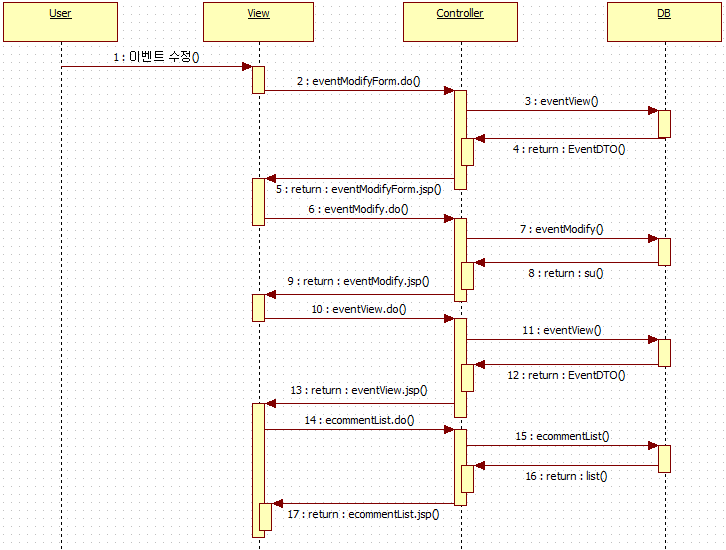 User
View
Controller
DB
1 : 이벤트 수정()
2 : eventModifyForm.do()
3 : eventView()
4 : return : EventDTO()
5 : return : eventModifyForm.jsp()
6 : eventModify.do()
7 : eventModify()
8 : return : su()
9 : return : eventModify.jsp()
10 : eventView.do()
11 : eventView()
12 : return : EventDTO()
13 : return : eventView.jsp()
14 : ecommentList.do()
15 : ecommentList()
16 : return : list()
17 : return : ecommentList.jsp()